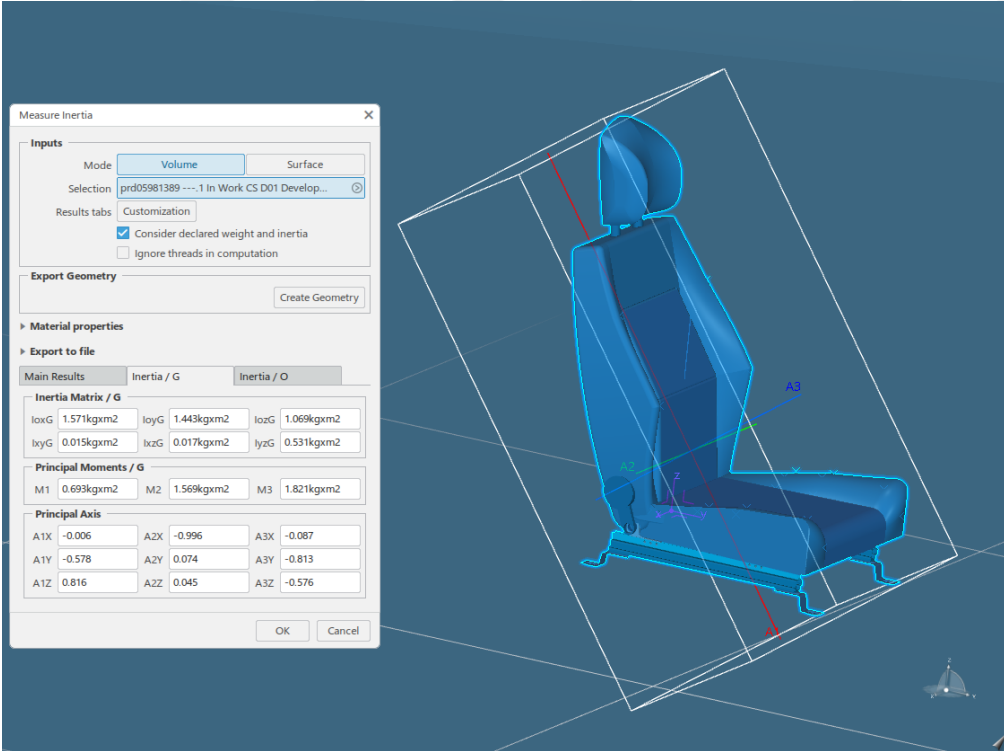 Measure Inertia
Inputs
Mode Volume Surface
Selection prd05981389 ---.1 In Work CS D01 Develop...
Results tabs Customization
Consider declared weight and inertia
Ignore threads in computation
Export Geometry
Create Geometry
Material properties
Export to file
Main Results Inertia / G Inertia / O
Inertia Matrix / G
IoxG 1.571kgxm2 IoyG 1.443kgxm2 IozG 1.069kgxm2
IxyG 0.015kgxm2 IxzG 0.017kgxm2 IyzG 0.531kgxm2
Principal Moments / G
M1 0.693kgxm2 M2 1.569kgxm2 M3 1.821kgxm2
Principal Axis
A1X -0.006 A2X -0.996 A3X -0.087
A1Y -0.578 A2Y 0.074 A3Y -0.813
A1Z 0.816 A2Z 0.045 A3Z -0.576
OK Cancel
A3
A2
z
x y
A1
z